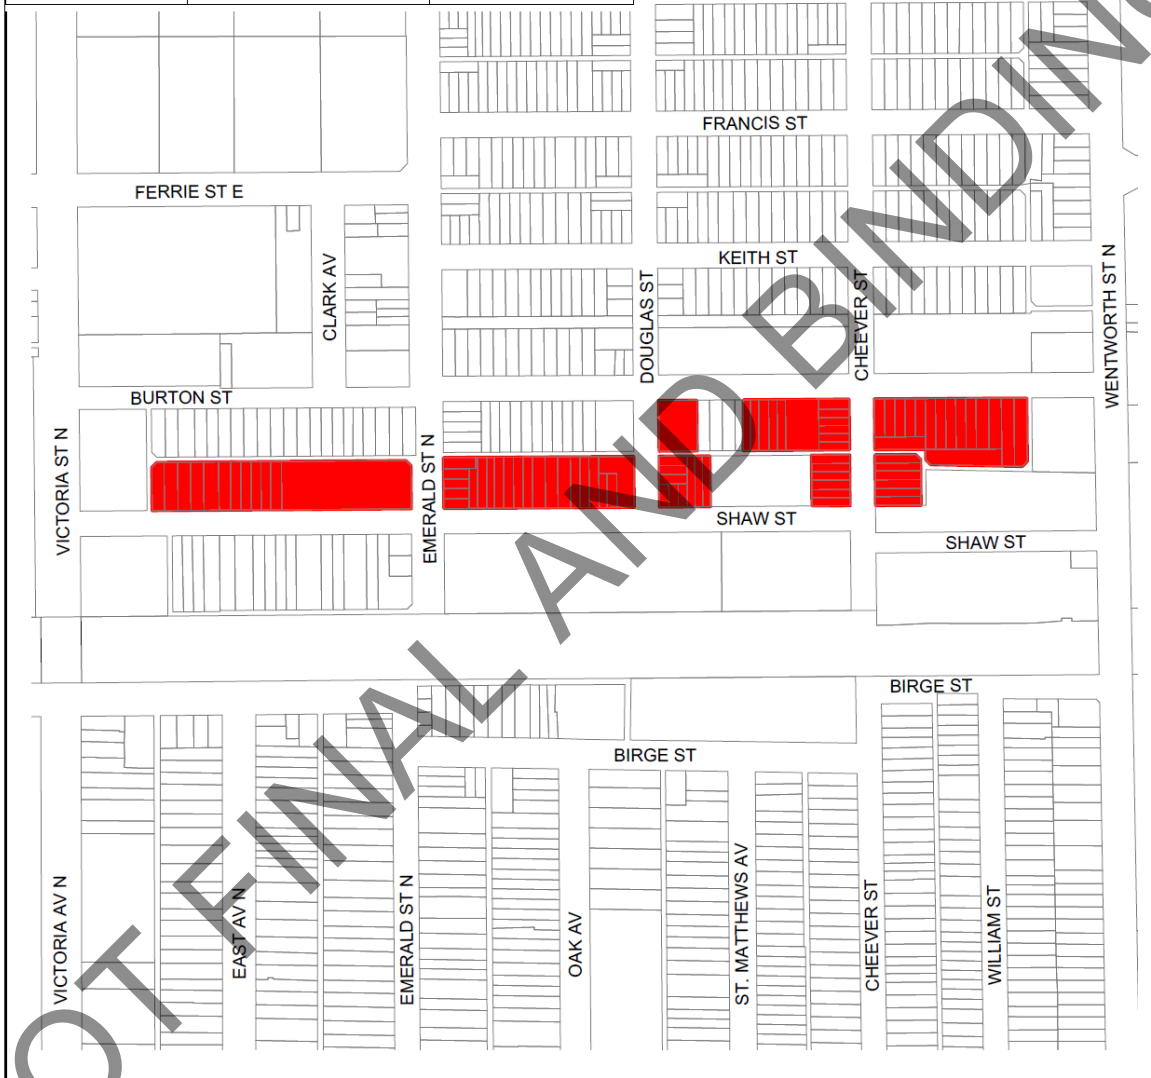 FRANCIS ST
FERRIE ST E
KEITH ST
CLARK AV
DOUGLAS ST
CHEEVER ST
WENTWORTH ST N
BURTON ST
VICTORIA ST N
EMERALD ST N
SHAW ST
SHAW ST
BIRGE ST
BIRGE ST
VICTORIA AV N
EAST AV N
EMERALD ST N
OAK AV
ST. MATTHEWS AV
CHEEVER ST
WILLIAM ST
OT FINAL AND BINDING